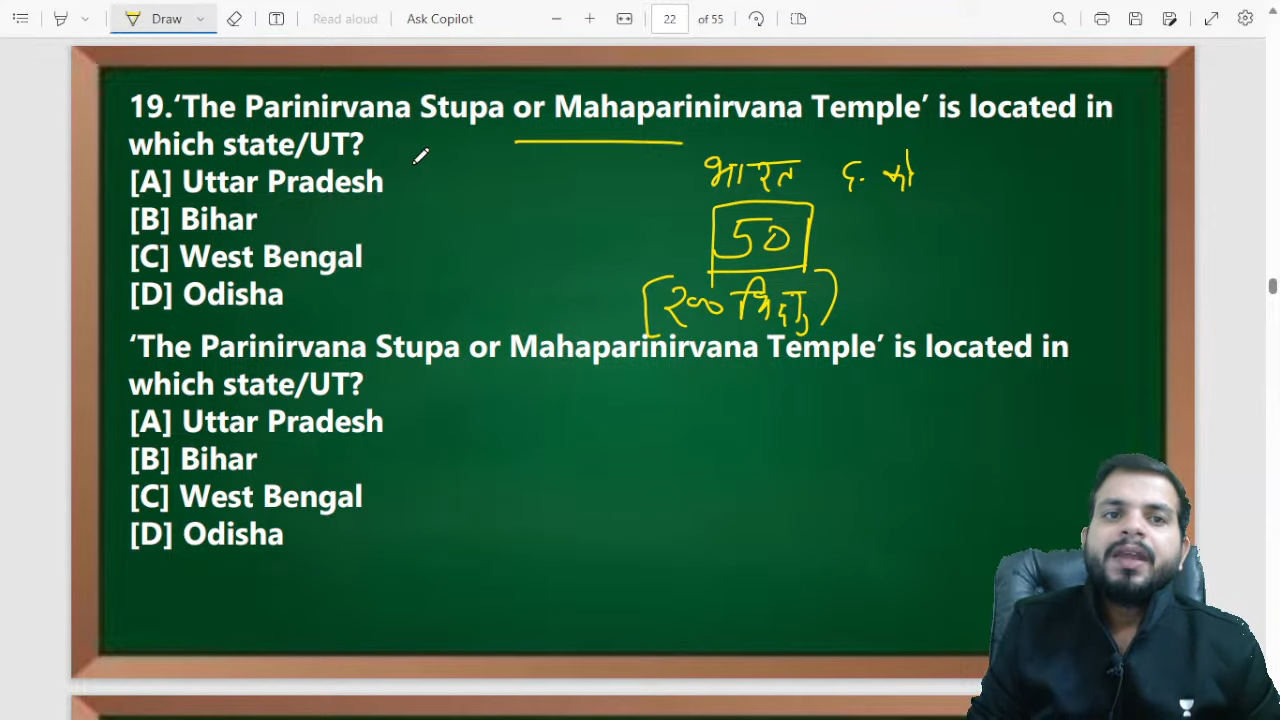 Draw
Read aloud
Ask Copilot
22 of 55
19.‘The Parinirvana Stupa or Mahaparinirvana Temple’ is located in
which state/UT?
[A] Uttar Pradesh
[B] Bihar
[C] West Bengal
[D] Odisha
भारत द. को
50
‘The Parinirvana Stupa or Mahaparinirvana Temple’ is located in
which state/UT?
[A] Uttar Pradesh
[B] Bihar
[C] West Bengal
[D] Odisha